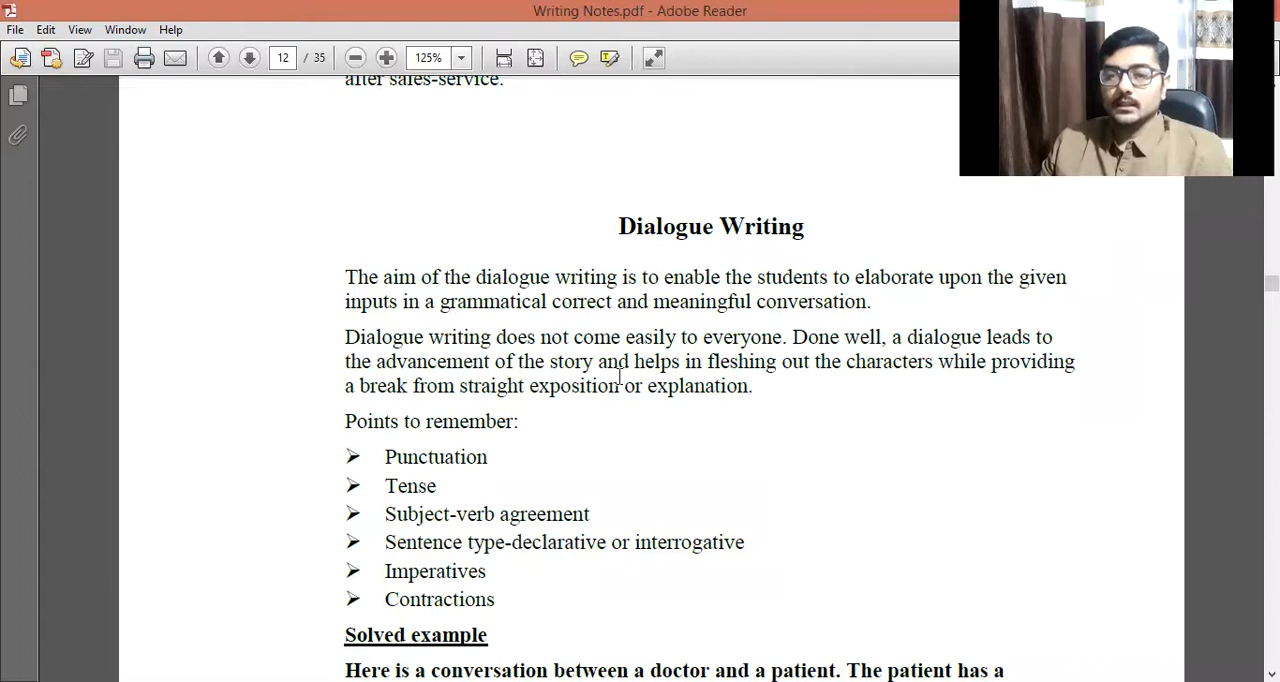 Writing Notes.pdf - Adobe Reader
File Edit View Window Help
12 / 35 125%
after sales-service.
Dialogue Writing
The aim of the dialogue writing is to enable the students to elaborate upon the given
inputs in a grammatical correct and meaningful conversation.
Dialogue writing does not come easily to everyone. Done well, a dialogue leads to
the advancement of the story and helps in fleshing out the characters while providing
a break from straight exposition or explanation.
Points to remember:
➢ Punctuation
➢ Tense
➢ Subject-verb agreement
➢ Sentence type-declarative or interrogative
➢ Imperatives
➢ Contractions
Solved example
Here is a conversation between a doctor and a patient. The patient has a